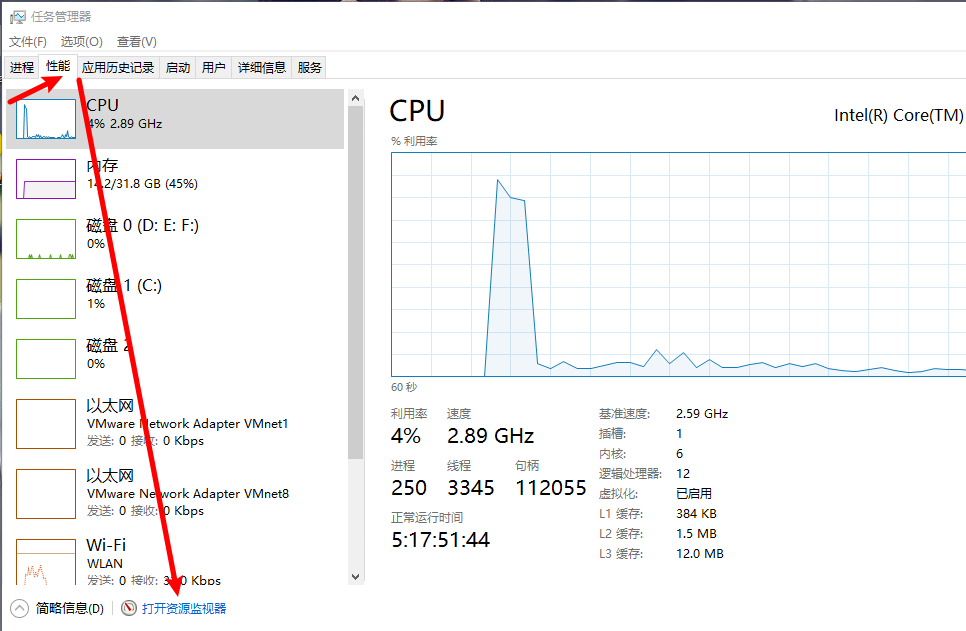 任务管理器
文件(F) 选项(O) 查看(V)
进程 性能 应用历史记录 启动 用户 详细信息 服务
CPU
4% 2.89 GHz
内存
14.2/31.8 GB (45%)
磁盘 0 (D: E: F:)
0%
磁盘 1 (C:)
1%
磁盘 2
0%
以太网
VMware Network Adapter VMnet1
发送: 0 接收: 0 Kbps
以太网
VMware Network Adapter VMnet8
发送: 0 接收: 0 Kbps
Wi-Fi
WLAN
发送: 0 接收: Kbps
CPU
Intel(R) Core(TM)
% 利用率
60 秒
利用率 速度
4% 2.89 GHz
进程 线程 句柄
250 3345 112055
正常运行时间
5:17:51:44
基准速度: 2.59 GHz
插槽: 1
内核: 6
逻辑处理器: 12
虚拟化: 已启用
L1 缓存: 384 KB
L2 缓存: 1.5 MB
L3 缓存: 12.0 MB
简略信息(D) 打开资源监视器